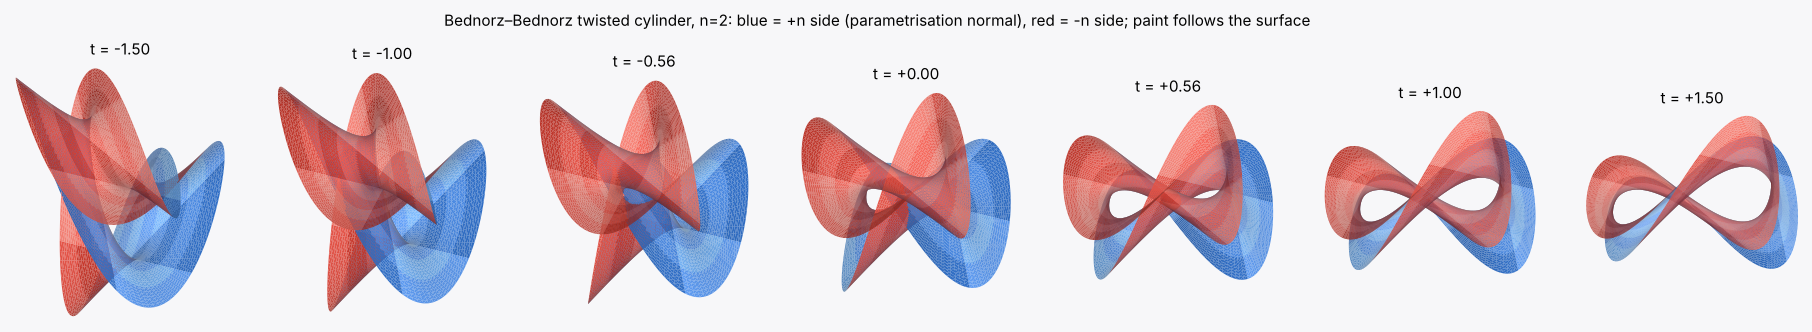 Bednorz–Bednorz twisted cylinder, n=2: blue = +n side (parametrisation normal), red = -n side; paint follows the surface
t = -1.50
t = -1.00
t = -0.56
t = +0.00
t = +0.56
t = +1.00
t = +1.50